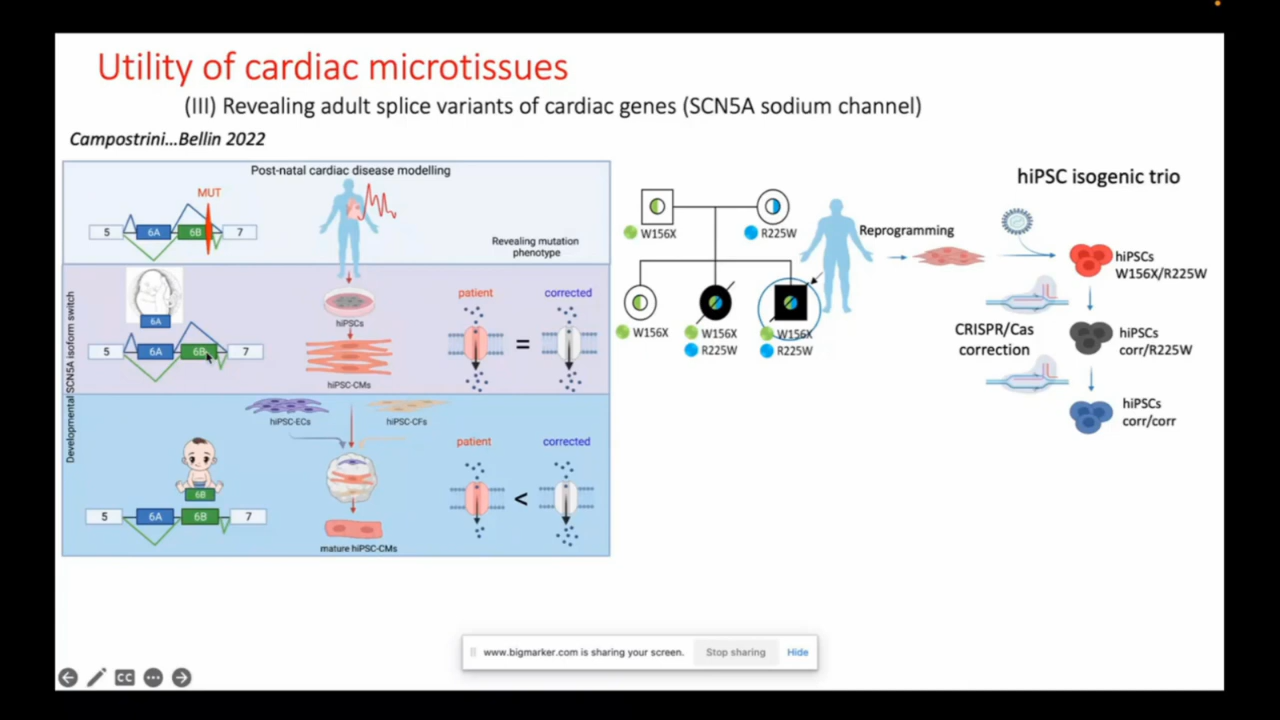 Utility of cardiac microtissues
(III) Revealing adult splice variants of cardiac genes (SCN5A sodium channel)
Campostrini...Bellin 2022
Post-natal cardiac disease modelling
MUT
5 6A 6B 7
Revealing mutation
phenotype
Developmental SCN5A isoform switch
6A
5 6A 6B 7
hiPSCs
hiPSC-CMs
patient corrected
=
hiPSC-ECs hiPSC-CFs
6B
5 6A 6B 7
mature hiPSC-CMs
patient corrected
<
W156X R225W
W156X W156X W156X
R225W R225W
Reprogramming
hiPSC isogenic trio
hiPSCs
W156X/R225W
CRISPR/Cas
correction
hiPSCs
corr/R225W
hiPSCs
corr/corr
www.bigmarker.com is sharing your screen. Stop sharing Hide
CC